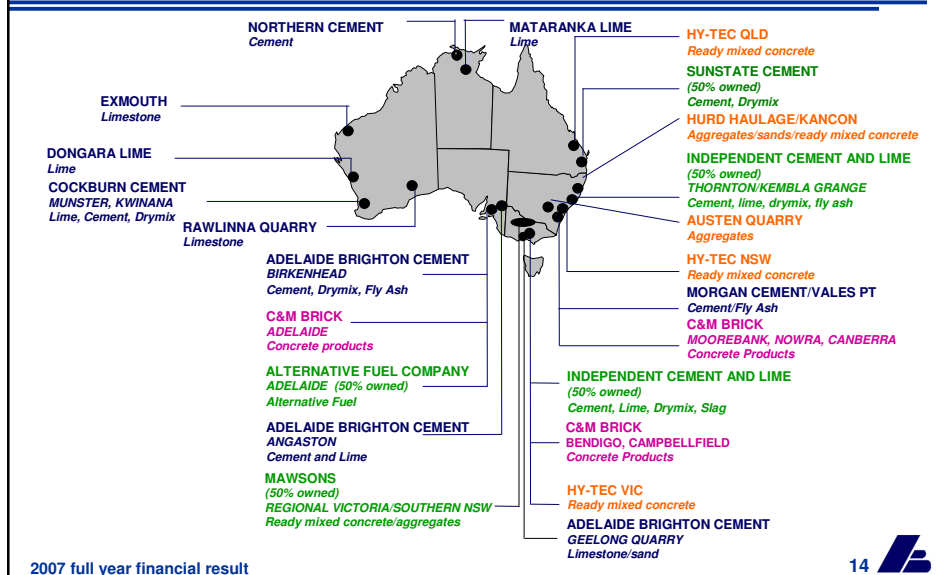 NORTHERN CEMENT
Cement
MATARANKA LIME
Lime
EXMOUTH
Limestone
DONGARA LIME
Lime
COCKBURN CEMENT
MUNSTER, KWINANA
Lime, Cement, Drymix
RAWLINNA QUARRY
Limestone
ADELAIDE BRIGHTON CEMENT
BIRKENHEAD
Cement, Drymix, Fly Ash
C&M BRICK
ADELAIDE
Concrete products
ALTERNATIVE FUEL COMPANY
ADELAIDE (50% owned)
Alternative Fuel
ADELAIDE BRIGHTON CEMENT
ANGASTON
Cement and Lime
MAWSONS
(50% owned)
REGIONAL VICTORIA/SOUTHERN NSW
Ready mixed concrete/aggregates
HY-TEC QLD
Ready mixed concrete
SUNSTATE CEMENT
(50% owned)
Cement, Drymix
HURD HAULAGE/KANCON
Aggregates/sands/ready mixed concrete
INDEPENDENT CEMENT AND LIME
(50% owned)
THORNTON/KEMBLA GRANGE
Cement, lime, drymix, fly ash
AUSTEN QUARRY
Aggregates
HY-TEC NSW
Ready mixed concrete
MORGAN CEMENT/VALES PT
Cement/Fly Ash
C&M BRICK
MOOREBANK, NOWRA, CANBERRA
Concrete Products
INDEPENDENT CEMENT AND LIME
(50% owned)
Cement, Lime, Drymix, Slag
C&M BRICK
BENDIGO, CAMPBELLFIELD
Concrete Products
HY-TEC VIC
Ready mixed concrete
ADELAIDE BRIGHTON CEMENT
GEELONG QUARRY
Limestone/sand
2007 full year financial result
14